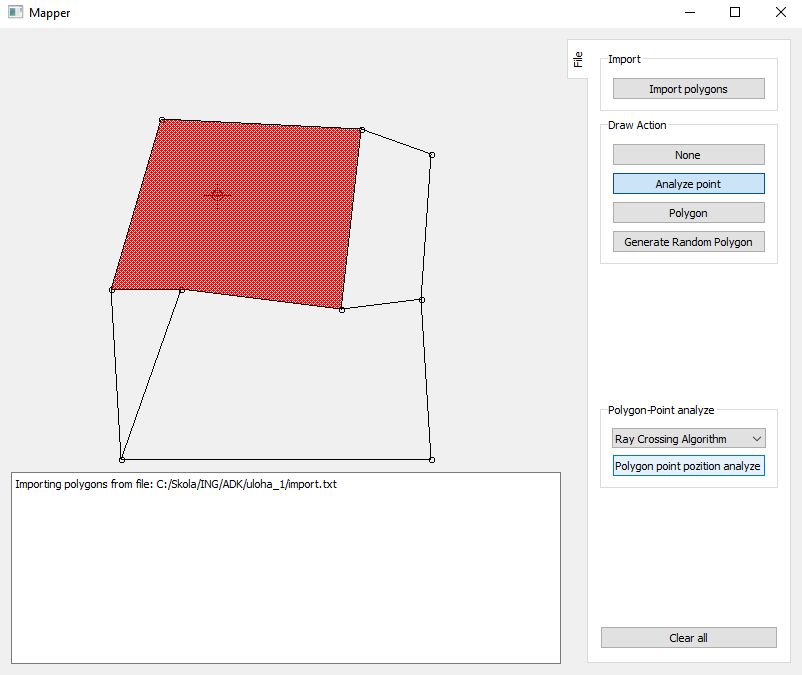 Mapper
File
Import
Import polygons
Draw Action
None
Analyze point
Polygon
Generate Random Polygon
Polygon-Point analyze
Ray Crossing Algorithm
Polygon point pozition analyze
Importing polygons from file: C:/Skola/ING/ADK/uloha_1/import.txt
Clear all